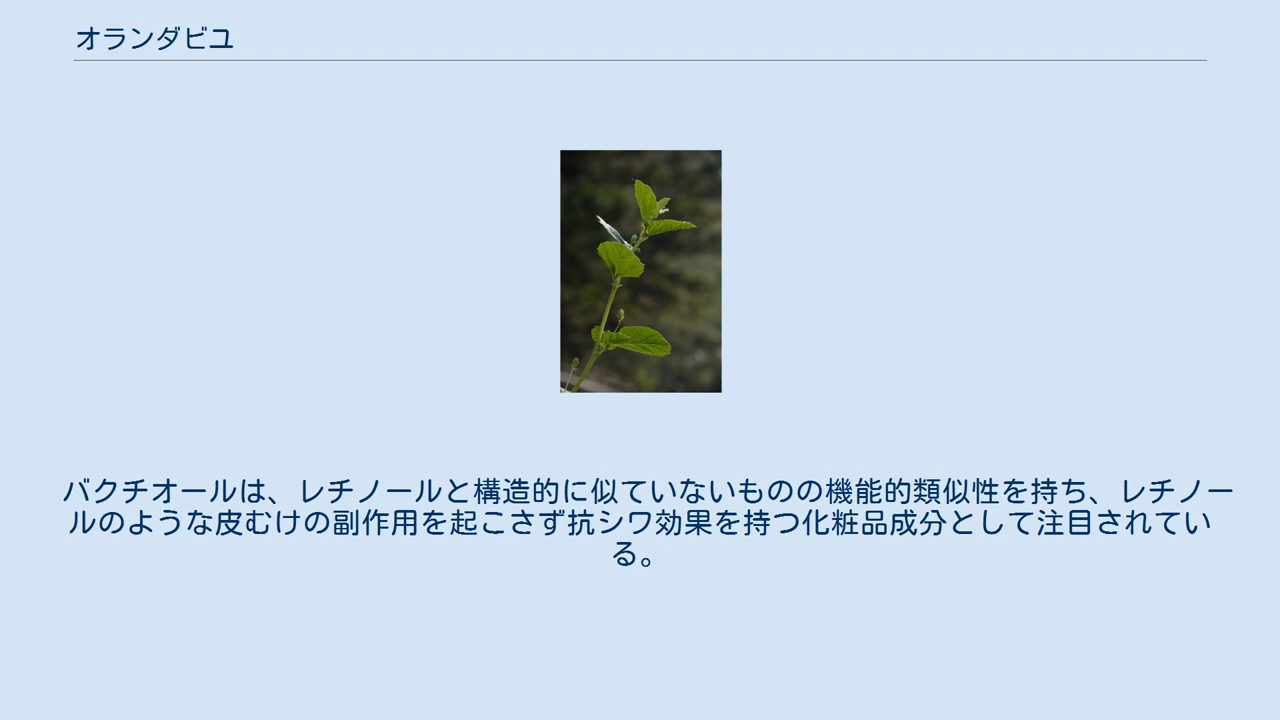 オランダビユ
バクチオールは、レチノールと構造的に似ていないものの機能的類似性を持ち、レチノー
ルのような皮むけの副作用を起こさず抗シワ効果を持つ化粧品成分として注目されてい
る。